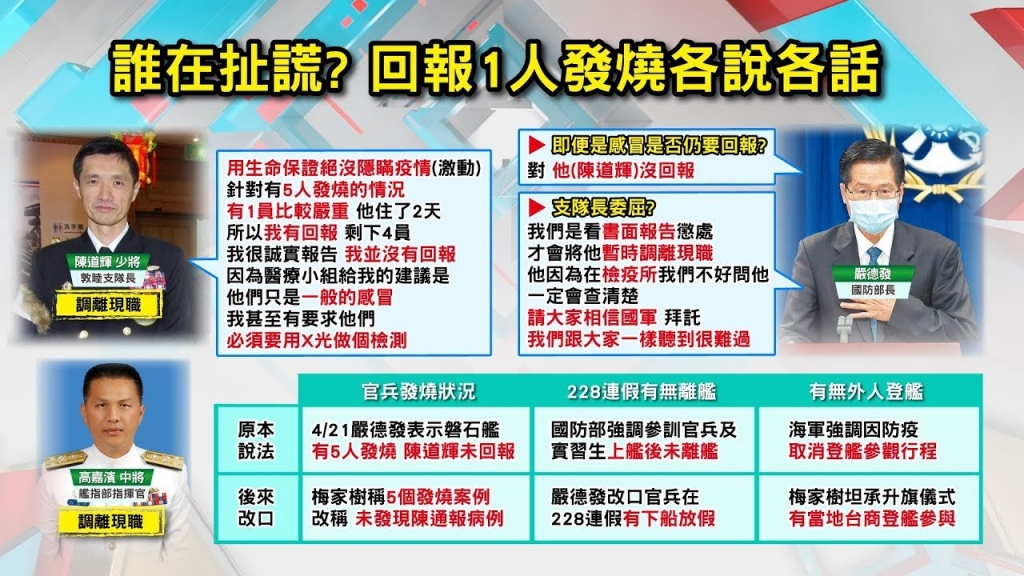 誰在扯謊? 回報1人發燒各說各話
用生命保證絕沒隱瞞疫情(激動)
針對有5人發燒的情況
有1員比較嚴重 他住了2天
所以我有回報 剩下4員
我很誠實報告 我並沒有回報
因為醫療小組給我的建議是
他們只是一般的感冒
我甚至有要求他們
必須要用X光做個檢測
陳道輝 少將
敦睦支隊長
調離現職
▶ 即便是感冒是否仍要回報?
對 他(陳道輝)沒回報
▶ 支隊長委屈?
我們是看書面報告懲處
才會將他暫時調離現職
他因為在檢疫所我們不好問他
一定會查清楚
請大家相信國軍 拜託
我們跟大家一樣聽到很難過
嚴德發
國防部長
高嘉濱 中將
艦指部指揮官
調離現職
官兵發燒狀況
228連假有無離艦
有無外人登艦
原本
說法
4/21嚴德發表示磐石艦
有5人發燒 陳道輝未回報
國防部強調參訓官兵及
實習生上艦後未離艦
海軍強調因防疫
取消登艦參觀行程
後來
改口
梅家樹稱5個發燒案例
改稱 未發現陳通報病例
嚴德發改口官兵在
228連假有下船放假
梅家樹坦承升旗儀式
有當地台商登艦參與